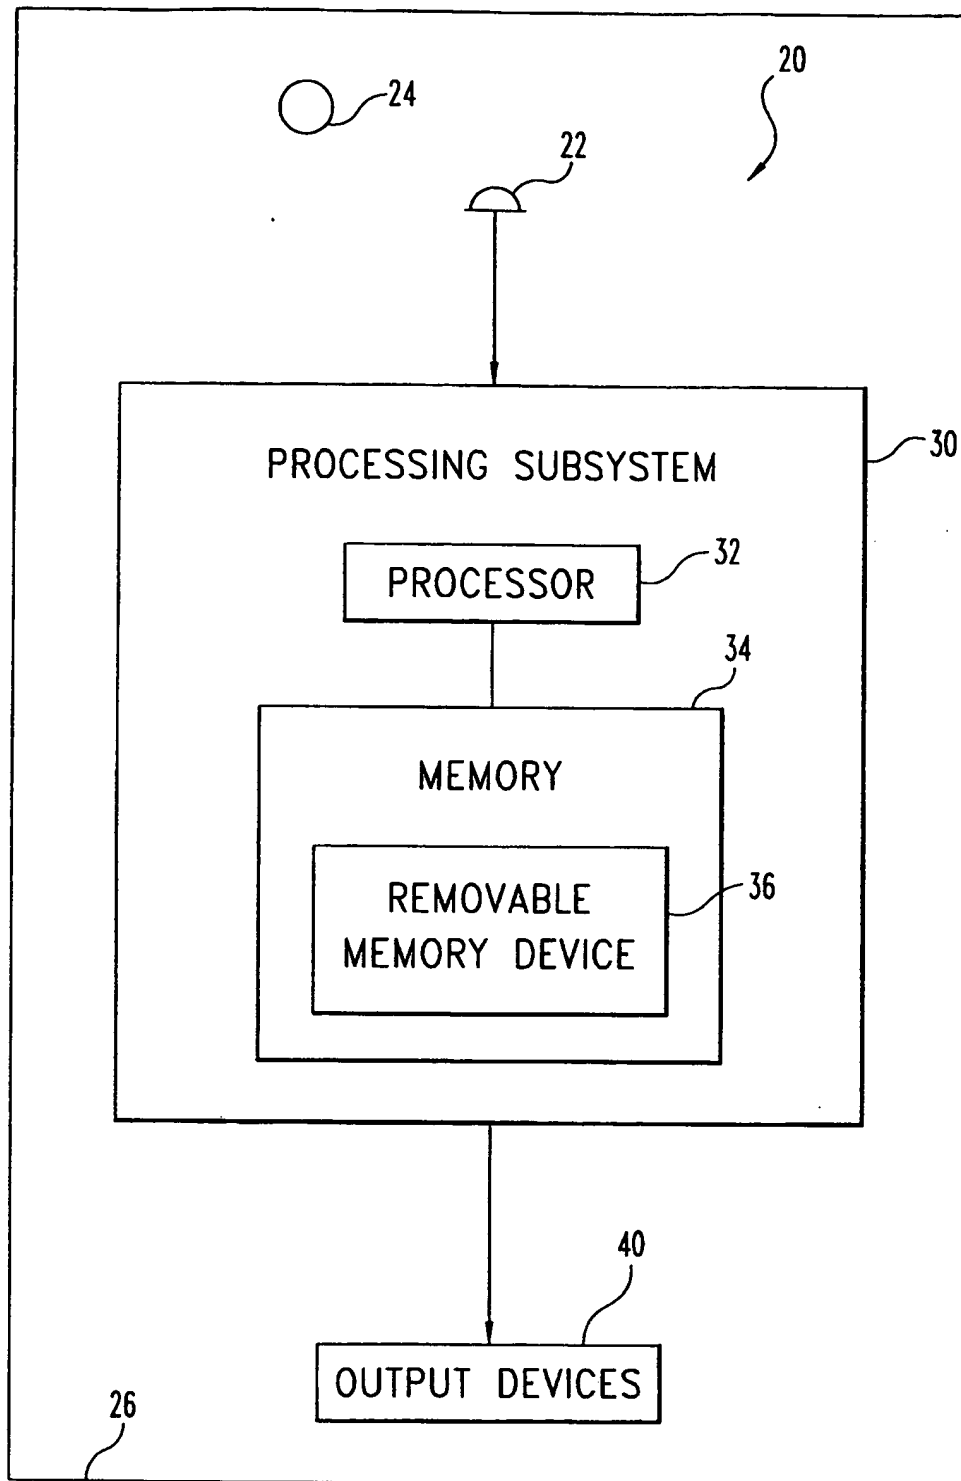 20
24
22
PROCESSING SUBSYSTEM
30
PROCESSOR
32
34
MEMORY
REMOVABLE
MEMORY DEVICE
36
40
OUTPUT DEVICES
26